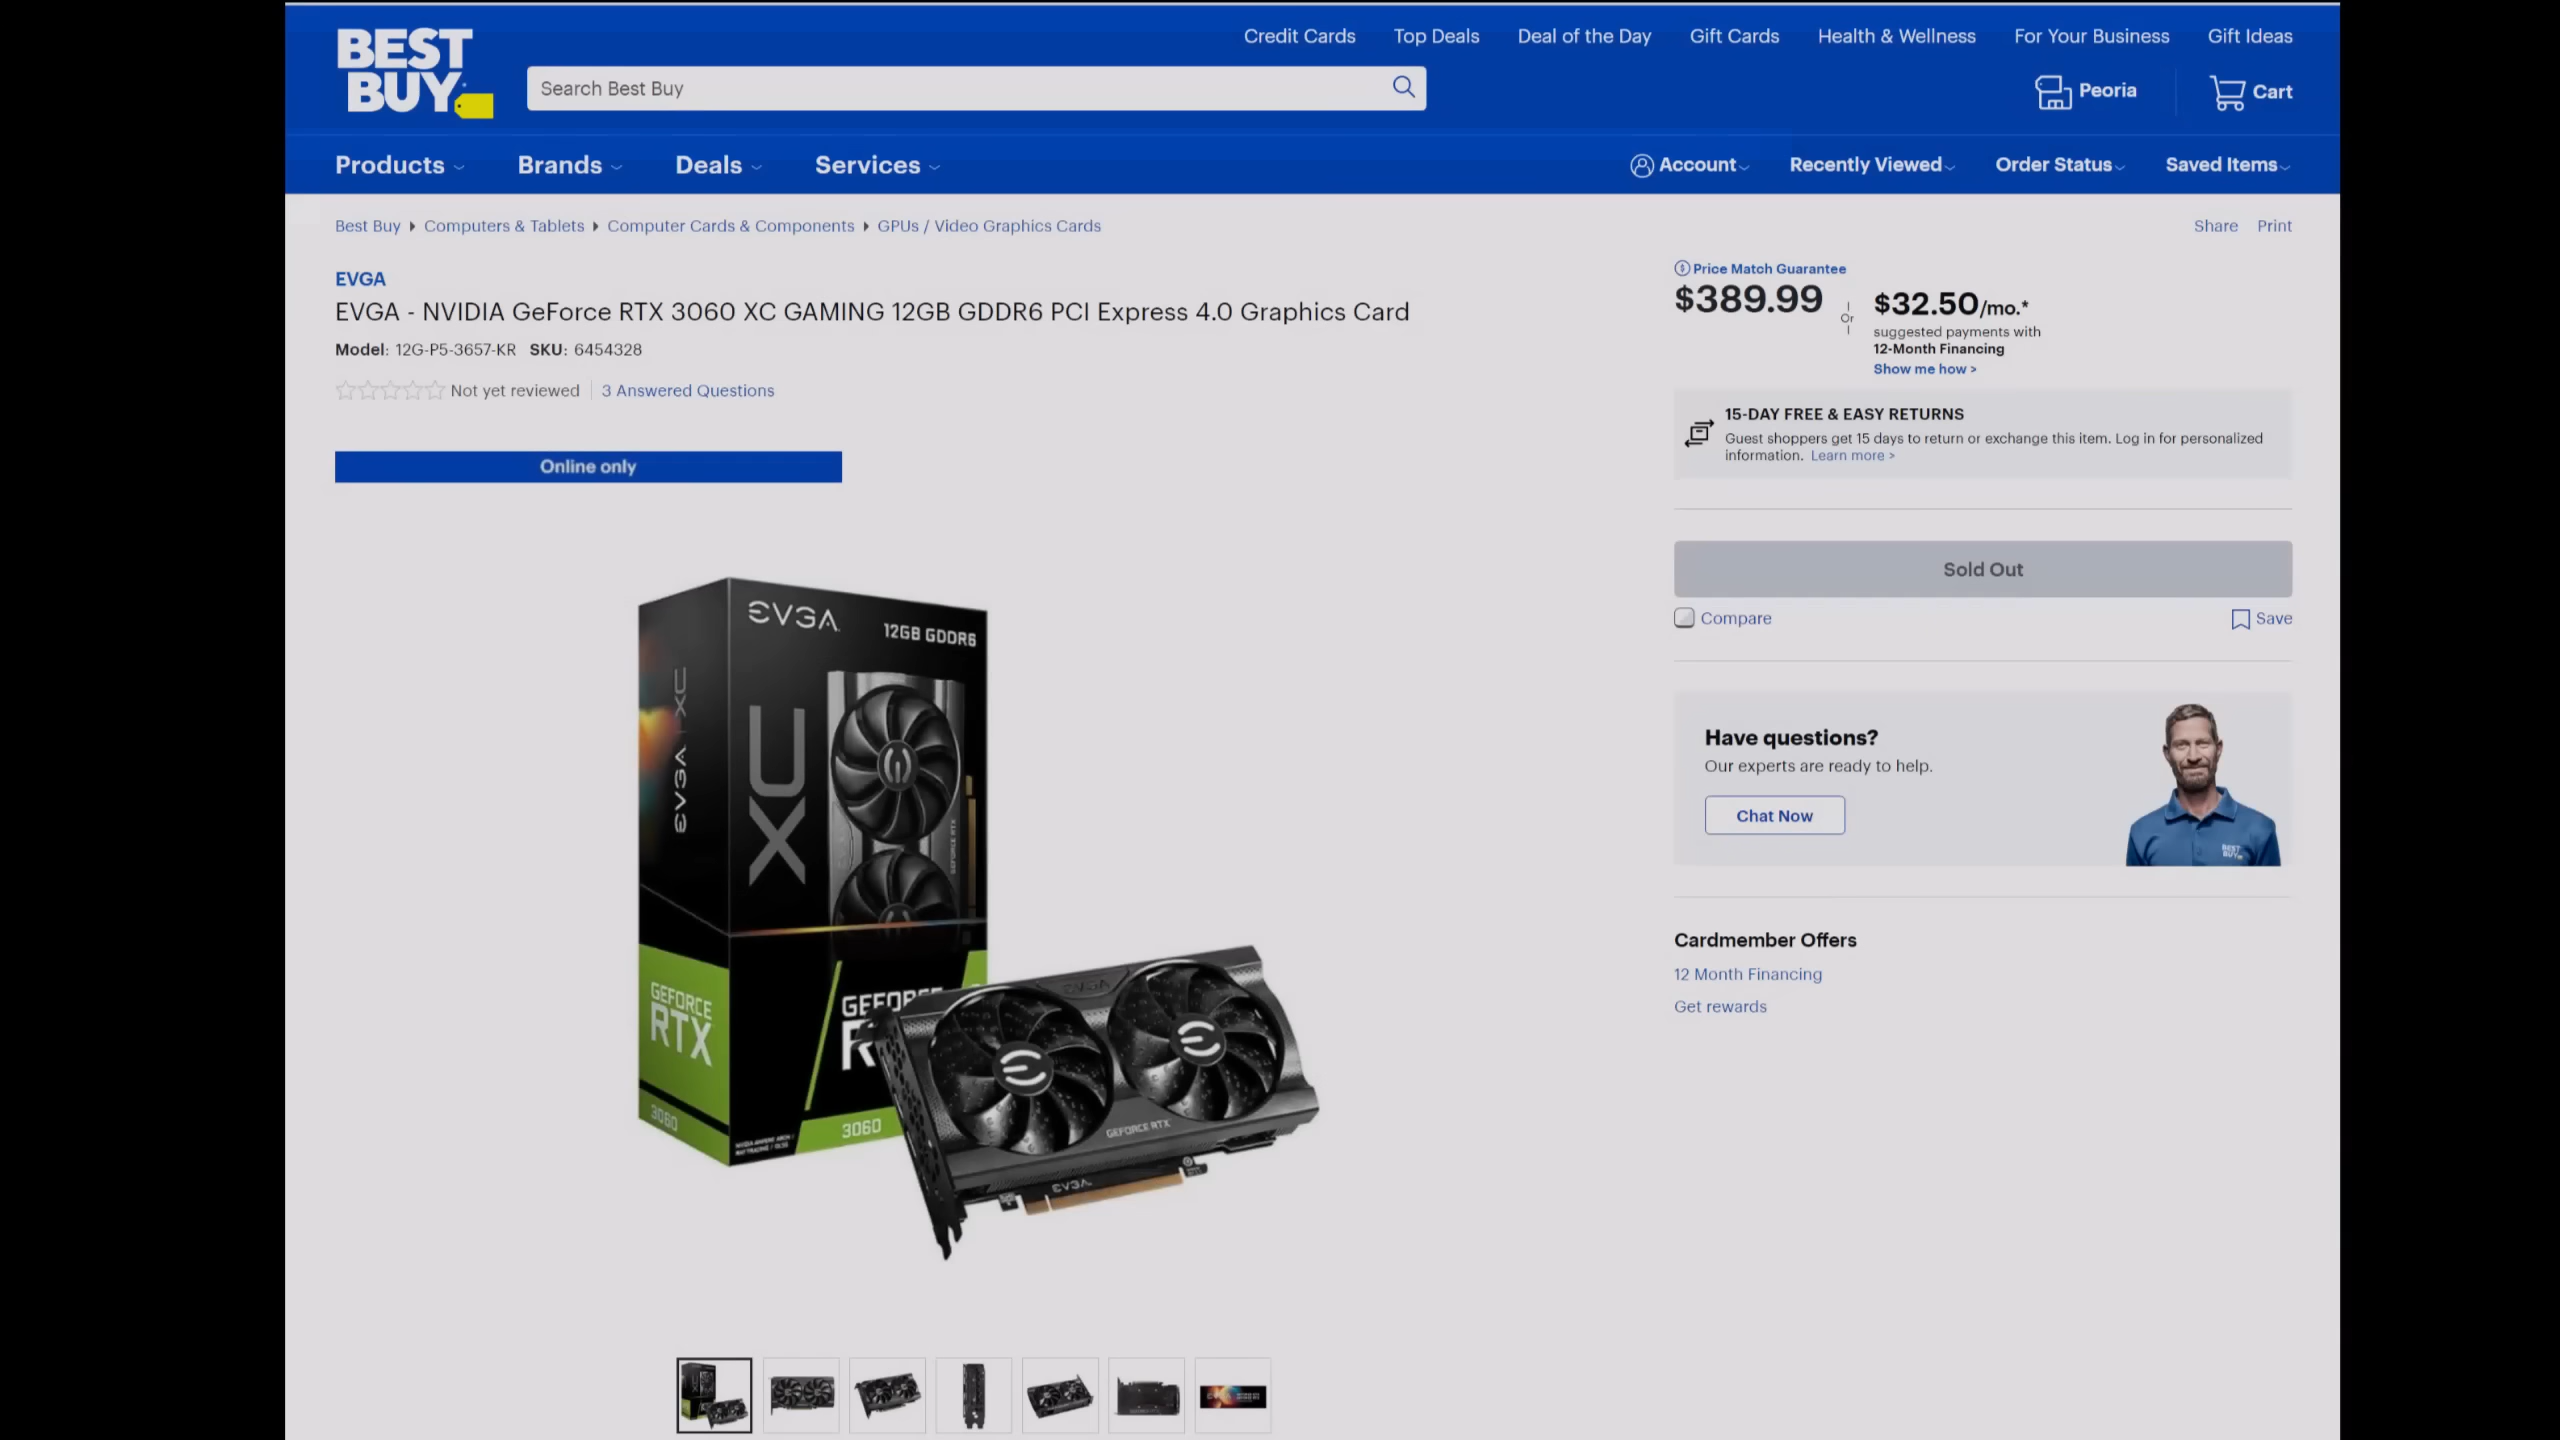 BEST
BUY
Credit Cards
Top Deals
Deal of the Day
Gift Cards
Health & Wellness
For Your Business
Gift Ideas
Search Best Buy
Peoria
Cart
Products
Brands
Deals
Services
Account
Recently Viewed
Order Status
Saved Items
Best Buy
Computers & Tablets
Computer Cards & Components
GPUs / Video Graphics Cards
Share
Print
EVGA
EVGA - NVIDIA GeForce RTX 3060 XC GAMING 12GB GDDR6 PCI Express 4.0 Graphics Card
Model: 12G-P5-3657-KR SKU: 6454328
Not yet reviewed
3 Answered Questions
Online only
Price Match Guarantee
$389.99
Or
$32.50/mo.*
suggested payments with
12-Month Financing
Show me how >
15-DAY FREE & EASY RETURNS
Guest shoppers get 15 days to return or exchange this item. Log in for personalized
information. Learn more >
Sold Out
Compare
Save
Have questions?
Our experts are ready to help.
Chat Now
BEST
BUY
Cardmember Offers
12 Month Financing
Get rewards
EVGA
12GB GDDR6
XC
EVGA XC
GEFORCE RTX
GEFORCE
RTX
3060
GEFORCE
3060
EVGA
GEFORCE RTX
EVGA